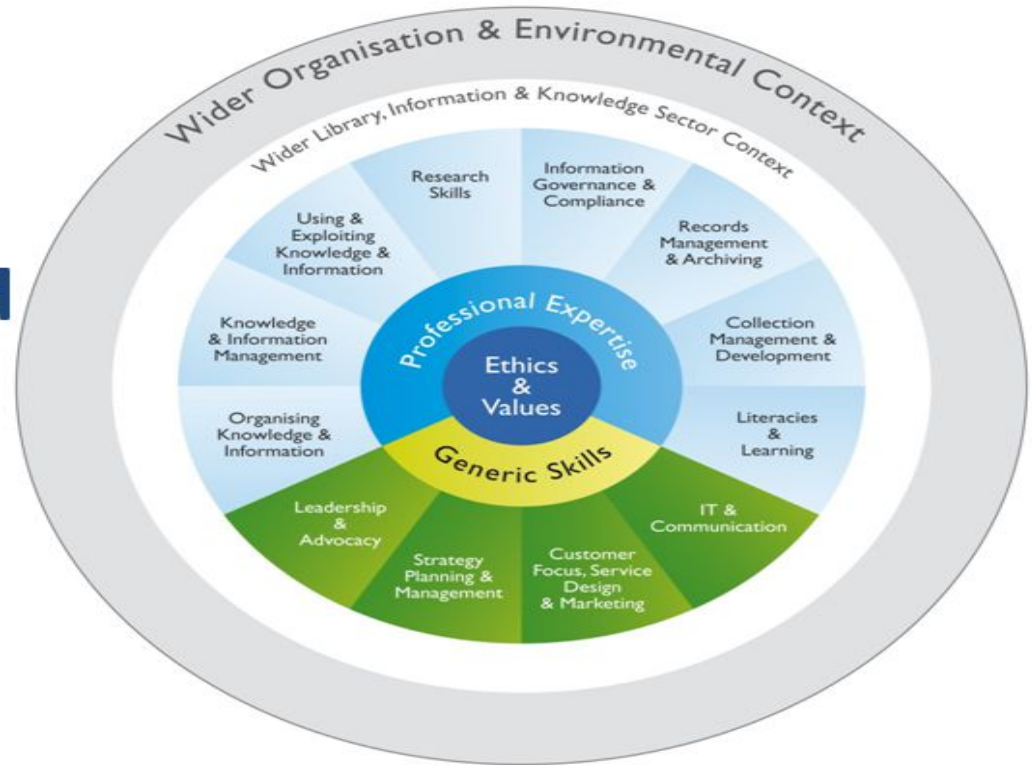 Wider Organisation & Environmental Context
Wider Library, Information & Knowledge Sector Context
Research
Skills
Information
Governance &
Compliance
Using &
Exploiting
Knowledge &
Information
Records
Management
& Archiving
Knowledge
& Information
Management
Collection
Management &
Development
Organising
Knowledge &
Information
Literacies
&
Learning
Professional Expertise
Ethics
&
Values
Generic Skills
Leadership
&
Advocacy
Strategy
Planning &
Management
Customer
Focus, Service
Design
& Marketing
IT &
Communication